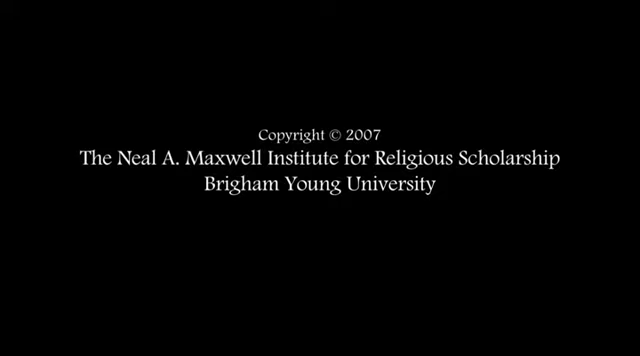 Copyright © 2007
The Neal A. Maxwell Institute for Religious Scholarship
Brigham Young University